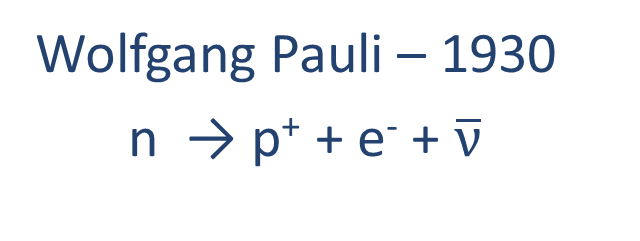 Wolfgang Pauli – 1930
n → p⁺ + e⁻ + ν̅